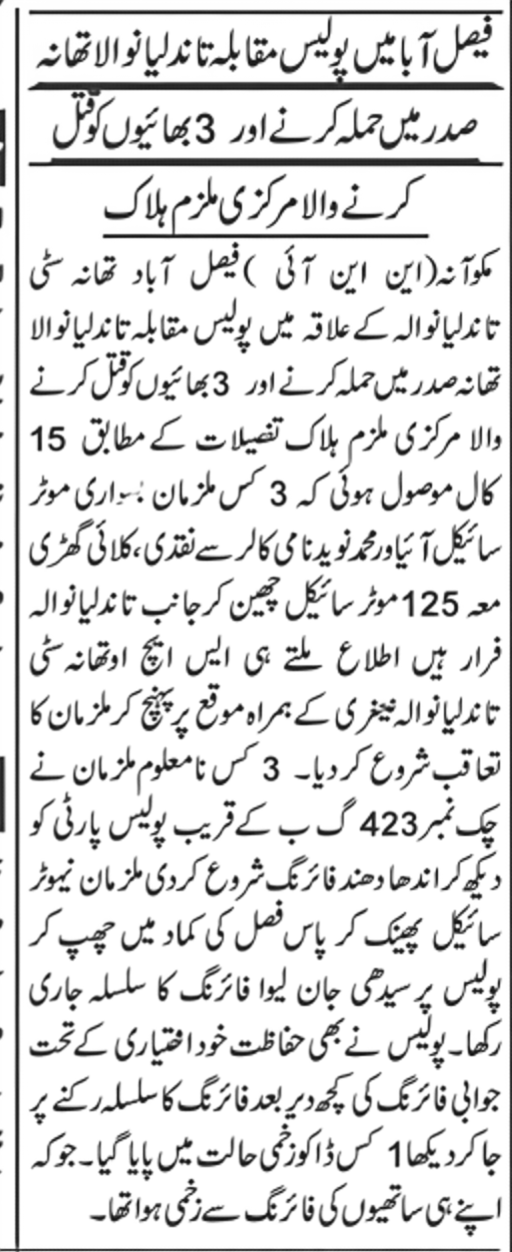 فیصل آبا میں پولیس مقابلہ تاندلیانوالا تھانہ
صدر میں حملہ کرنے اور 3 بھائیوں کو قتل
کرنے والا مرکزی ملزم ہلاک
مکوآنہ (این این آئی ) فیصل آباد تھانہ سٹی
تاندلیانوالہ کے علاقہ میں پولیس مقابلہ تاندلیانوالا
تھانہ صدر میں حملہ کرنے اور 3 بھائیوں کو قتل کرنے
والا مرکزی ملزم ہلاک تفصیلات کے مطابق 15
کال موصول ہوئی کہ 3 کس ملزمان بسواری موٹر
سائیکل آئیاور محمد نوید نامی کالر سے نقدی، کلائی گھڑی
معہ 125 موٹر سائیکل چھین کر جانب تاندلیانوالہ
فرار ہیں اطلاع ملتے ہی ایس ایچ اوتھانہ سٹی
تاندلیانوالہ نیفری کے ہمراہ موقع پر پہنچ کر ملزمان کا
تعاقب شروع کر دیا۔ 3 کس نامعلوم ملزمان نے
چک نمبر 423 گ ب کے قریب پولیس پارٹی کو
دیکھ کر اندھا دھند فائرنگ شروع کر دی ملزمان نیموٹر
سائیکل پھینک کر پاس فصل کی کماد میں چھپ کر
پولیس پر سیدھی جان لیوا فائرنگ کا سلسلہ جاری
رکھا۔ پولیس نے بھی حفاظت خود اختیاری کے تحت
جوابی فائرنگ کی کچھ دیر بعد فائرنگ کا سلسلہ رکنے پر
جا کر دیکھا 1 کس ڈاکو زخمی حالت میں پایا گیا۔ جو کہ
اپنے ہی ساتھیوں کی فائرنگ سے زخمی ہوا تھا۔